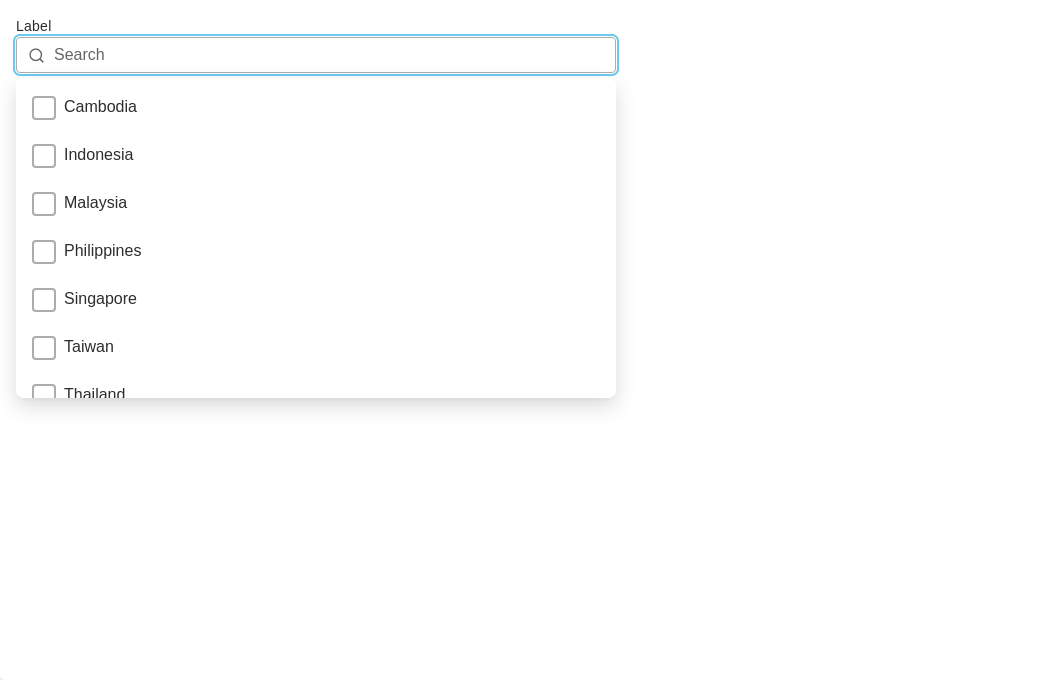 Label
Search
Cambodia
Indonesia
Malaysia
Philippines
Singapore
Taiwan
Thailand